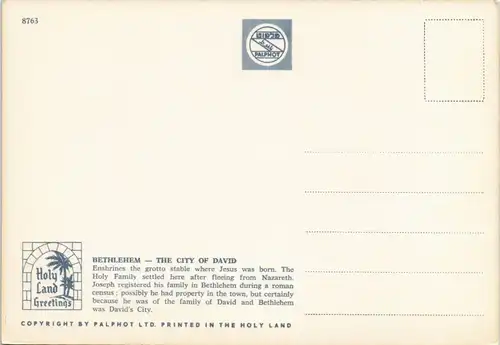 8763
PALPHOT
BETHLEHEM — THE CITY OF DAVID
Enshrines the grotto stable where Jesus was born. The
Holy Family settled here after fleeing from Nazareth.
Joseph registered his family in Bethlehem during a roman
census ; possibly he had property in the town, but certainly
because he was of the family of David and Bethlehem
was David's City.
Holy
Land
Greetings
COPYRIGHT BY PALPHOT LTD. PRINTED IN THE HOLY LAND